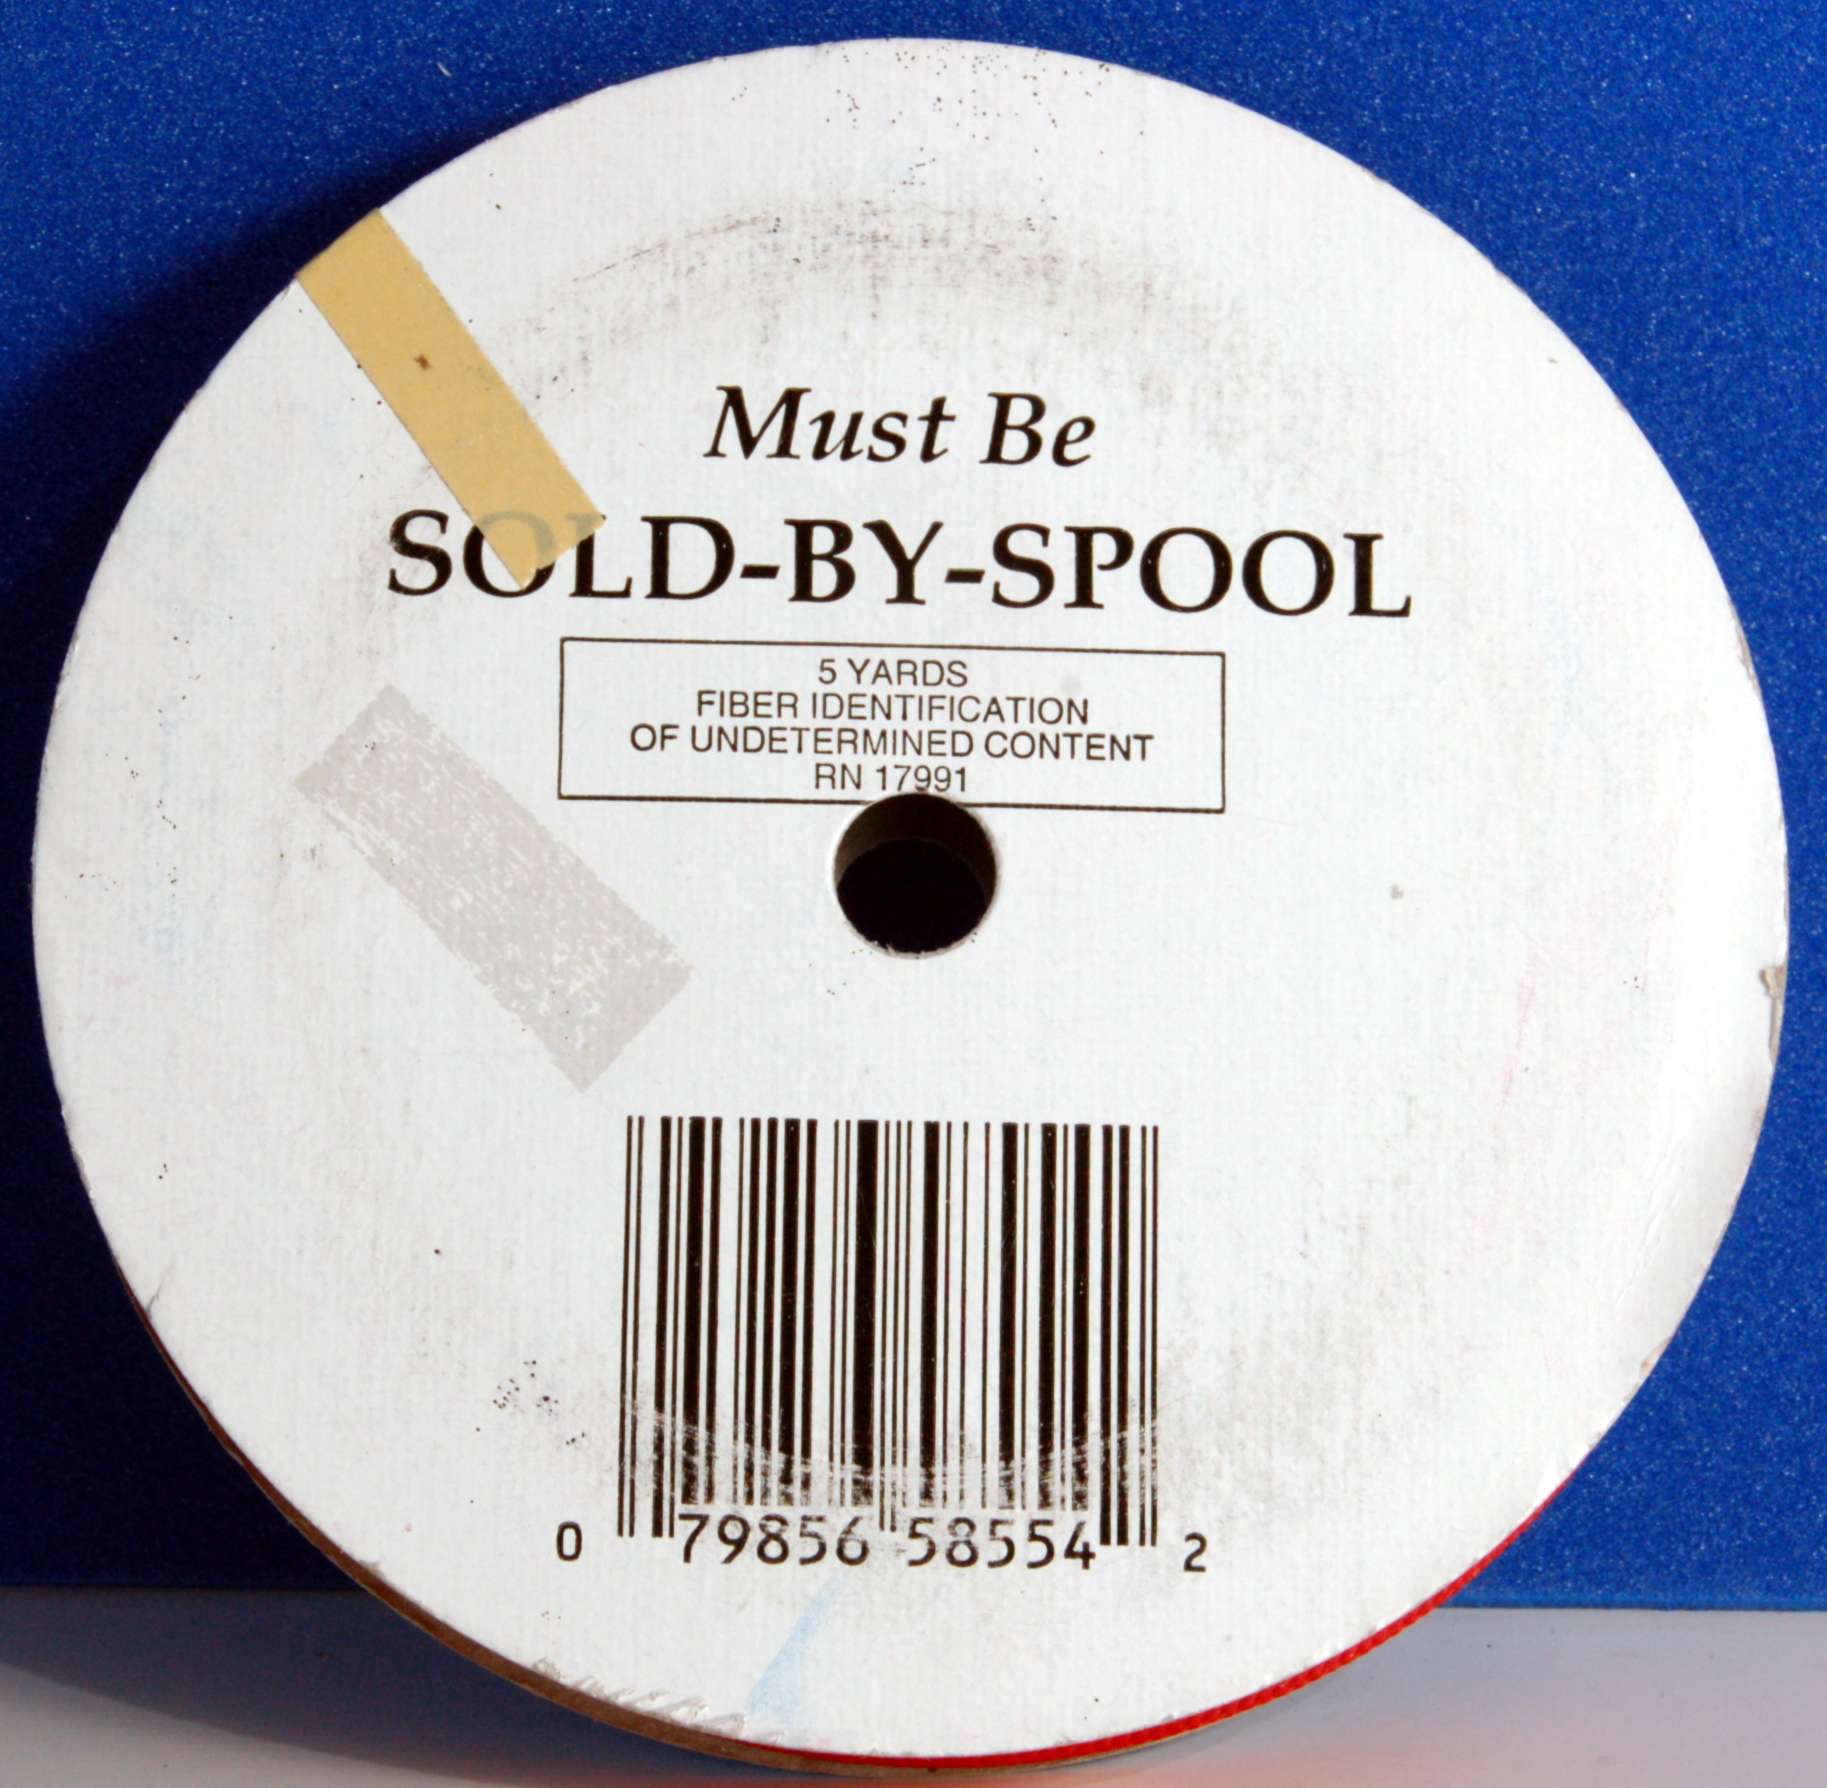 Must Be
SOLD-BY-SPOOL
5 YARDS
FIBER IDENTIFICATION
OF UNDETERMINED CONTENT
RN 17991
0 79856 58554 2